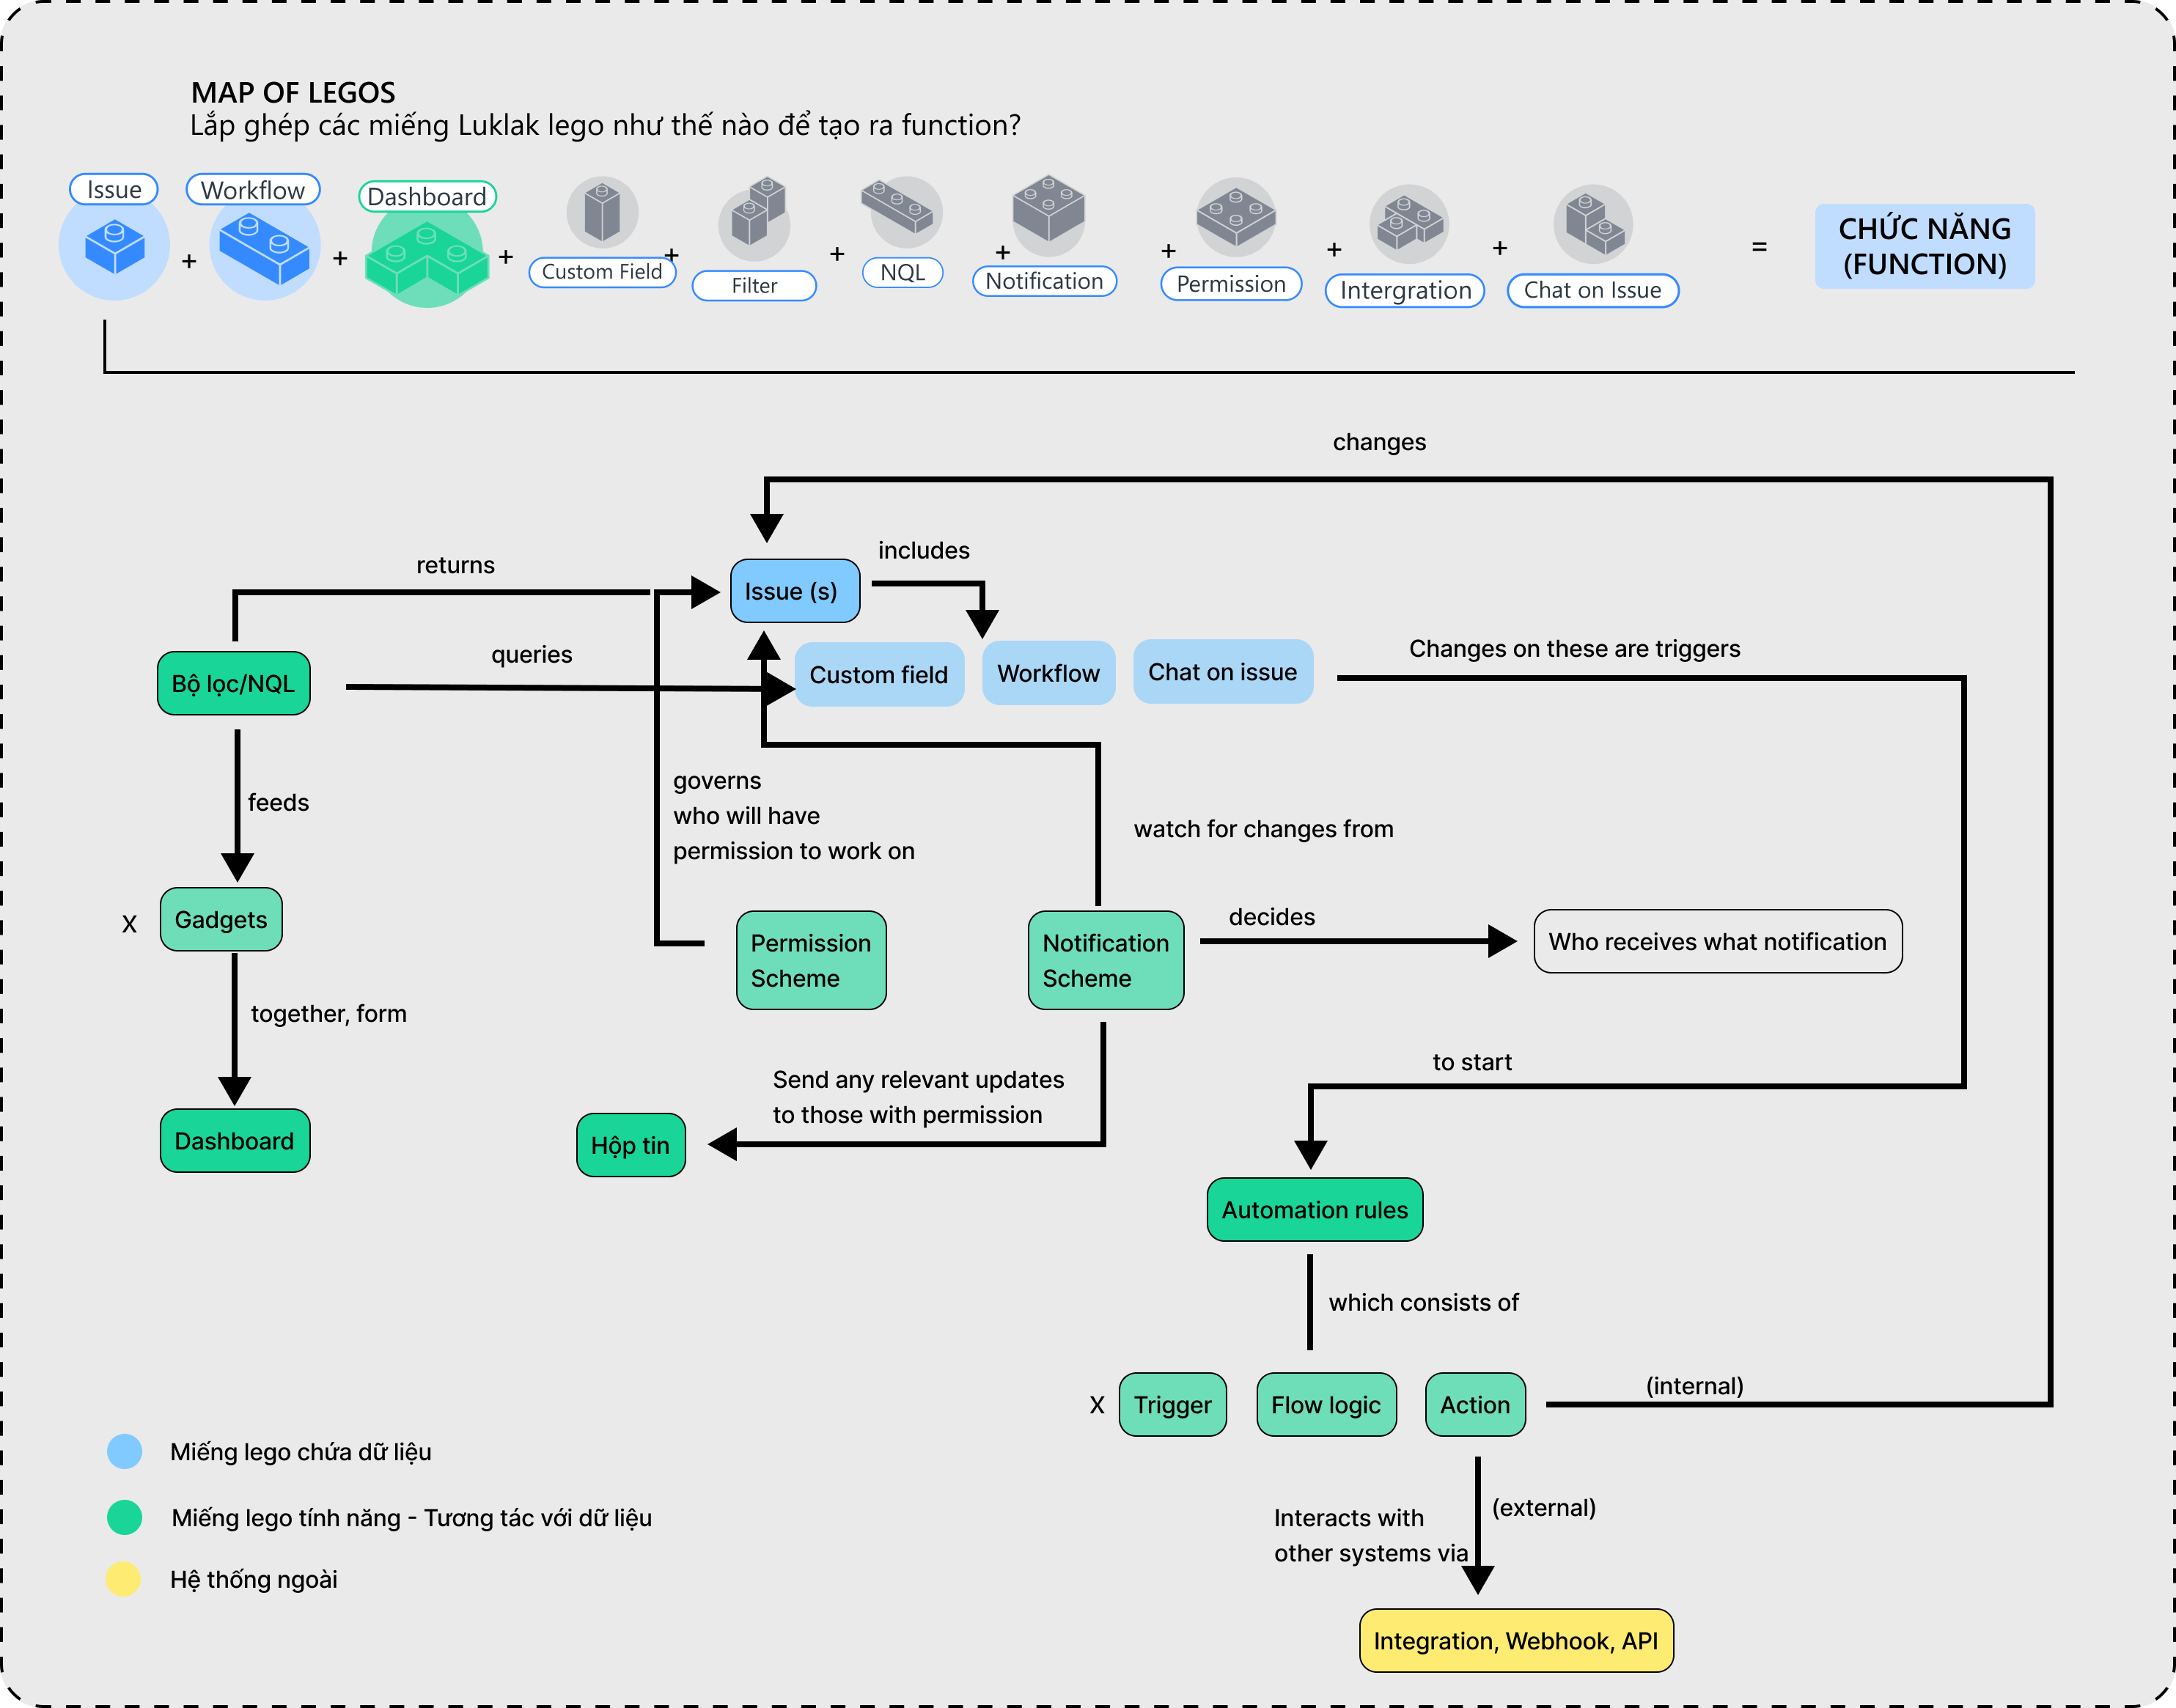 MAP OF LEGOS
Lắp ghép các miếng Luklak lego như thế nào để tạo ra function?
Issue
+
Workflow
+
Dashboard
+
Custom Field
+
Filter
+
NQL
+
Notification
+
Permission
+
Intergration
+
Chat on Issue
=
CHỨC NĂNG
(FUNCTION)
changes
returns
Issue (s)
includes
Bộ lọc/NQL
queries
Custom field
Workflow
Chat on issue
Changes on these are triggers
feeds
governs
who will have
permission to work on
watch for changes from
X
Gadgets
Permission
Scheme
Notification
Scheme
decides
Who receives what notification
together, form
to start
Send any relevant updates
to those with permission
Dashboard
Hộp tin
Automation rules
which consists of
X
Trigger
Flow logic
Action
(internal)
Miếng lego chứa dữ liệu
Miếng lego tính năng - Tương tác với dữ liệu
Hệ thống ngoài
Interacts with
other systems via
(external)
Integration, Webhook, API